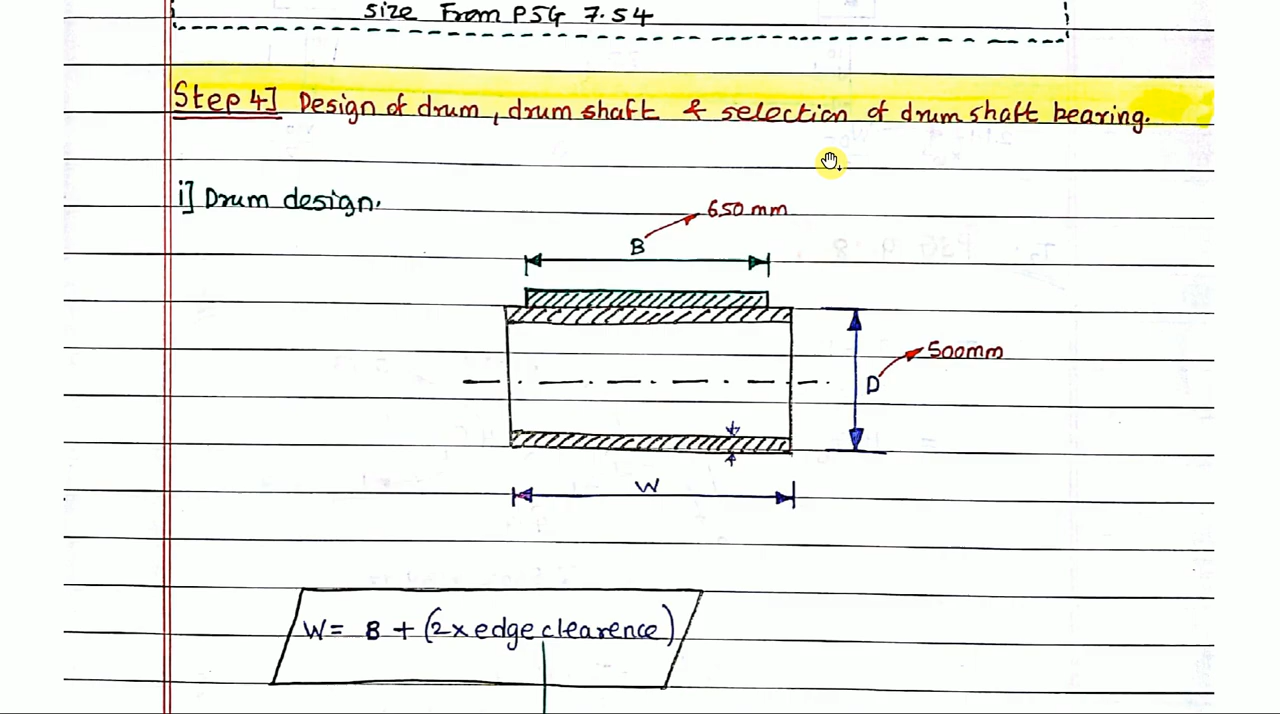 size From PSG 7.54
Step 4] Design of drum, drum shaft & selection of drum shaft bearing.
i] Drum design.
650 mm
B
500mm
D
W
W = B + (2 x edge clearence)